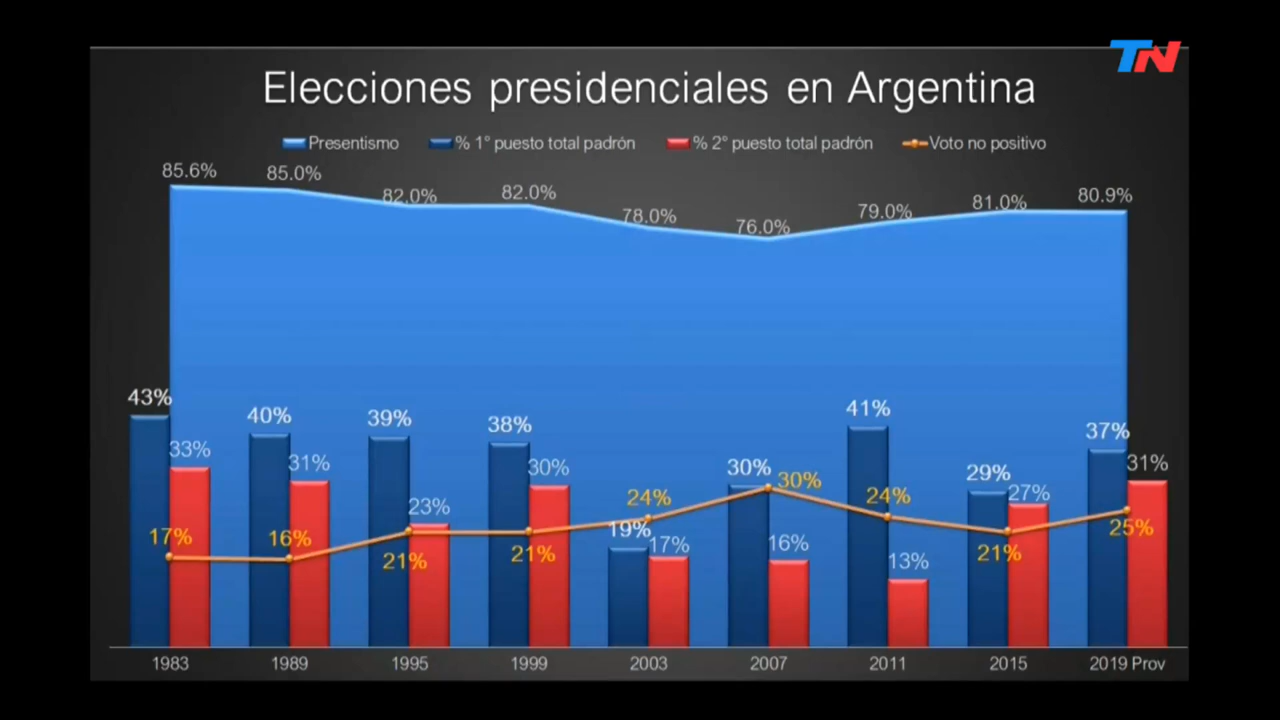 TN
Elecciones presidenciales en Argentina
Presentismo % 1° puesto total padrón % 2° puesto total padrón Voto no positivo
85.6% 85.0% 82.0% 82.0% 78.0% 76.0% 79.0% 81.0% 80.9%
43% 40% 39% 38% 19% 30% 41% 29% 37%
33% 31% 23% 30% 17% 16% 13% 27% 31%
17% 16% 21% 21% 24% 30% 24% 21% 25%
1983 1989 1995 1999 2003 2007 2011 2015 2019 Prov